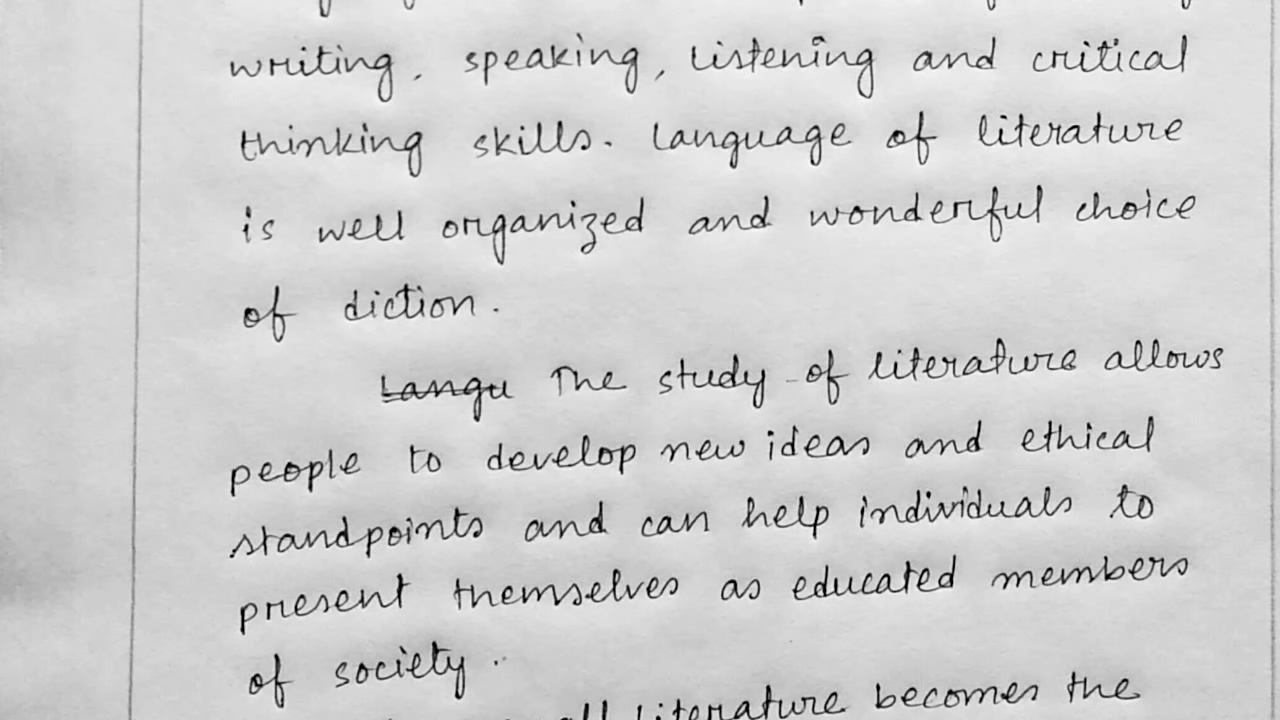 writing, speaking, listening and critical
thinking skills. Language of literature
is well organized and wonderful choice
of diction.
Langu The study of literature allows
people to develop new ideas and ethical
standpoints and can help individuals to
present themselves as educated members
of society.
all literature becomes the